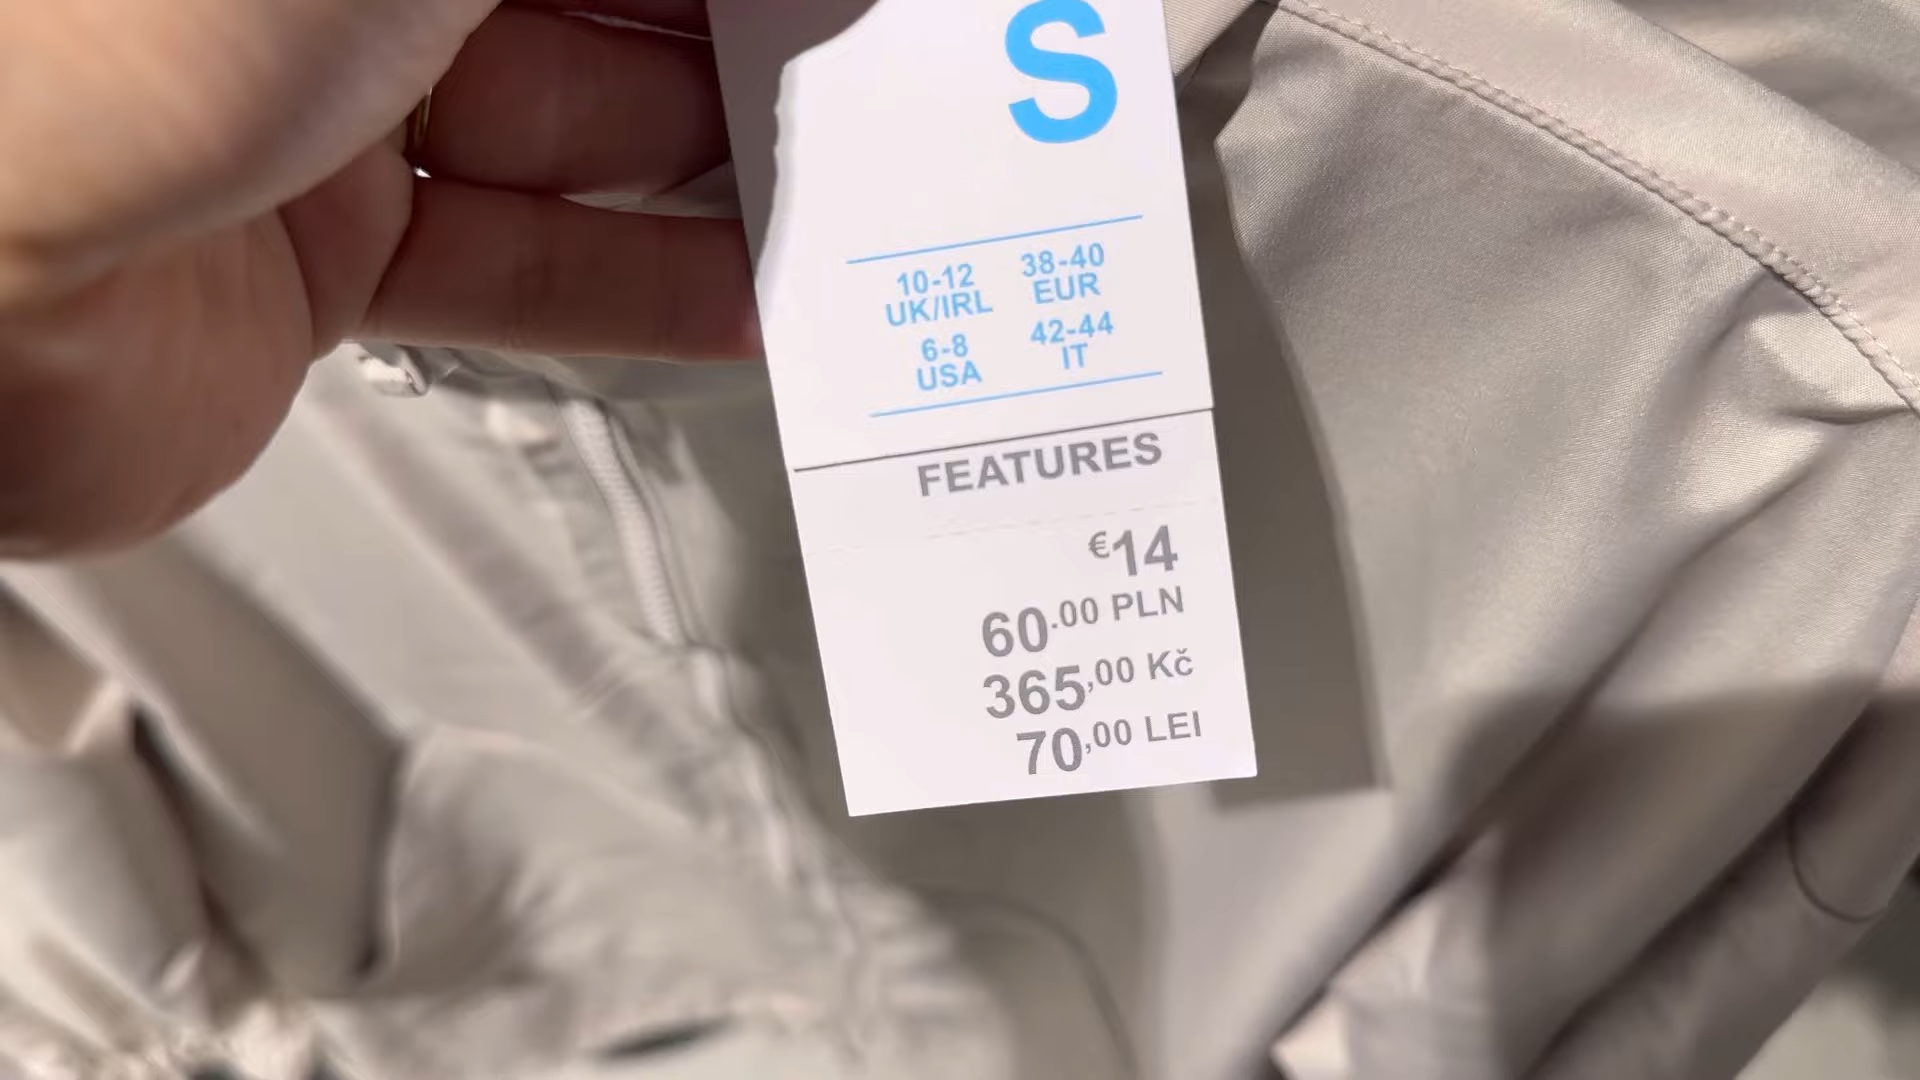 S
10-12 38-40
UK/IRL EUR
6-8 42-44
USA IT
FEATURES
€14
60.00 PLN
365,00 Kč
70,00 LEI